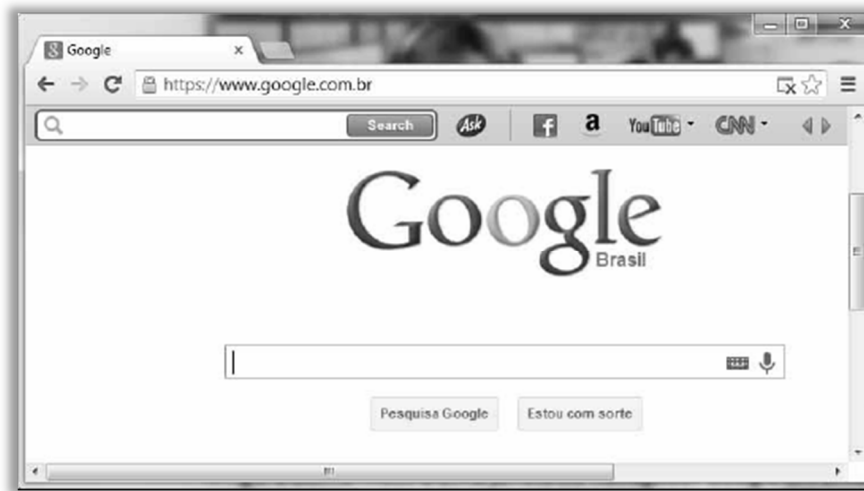 Google
https://www.google.com.br
Search Ask f a YouTube CNN
Google
Brasil
Pesquisa Google Estou com sorte